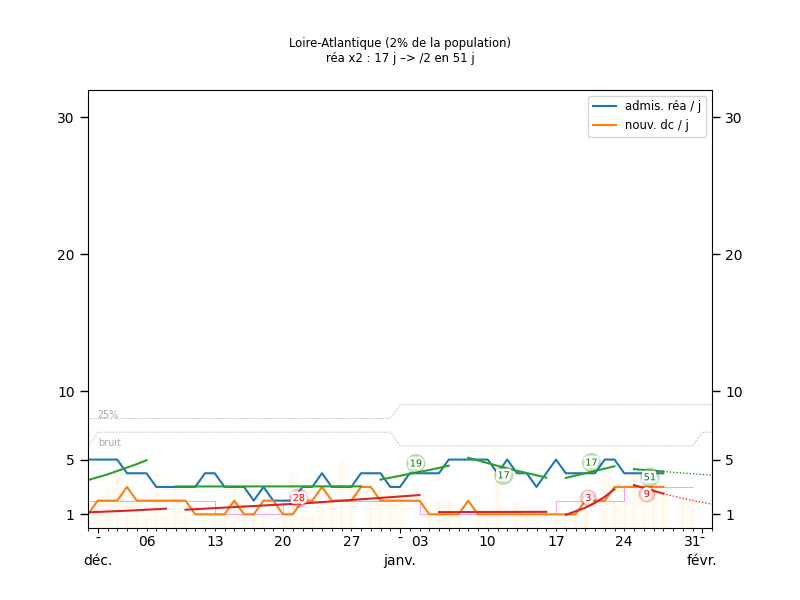 Loire-Atlantique (2% de la population)
réa x2 : 17 j –> /2 en 51 j
admis. réa / j
nouv. dc / j
30 30
20 20
10 10
25%
bruit
5 5
19 17 17 51
28 3 9
1 1
- 06 13 20 27 - 03 10 17 24 31-
déc. janv. févr.